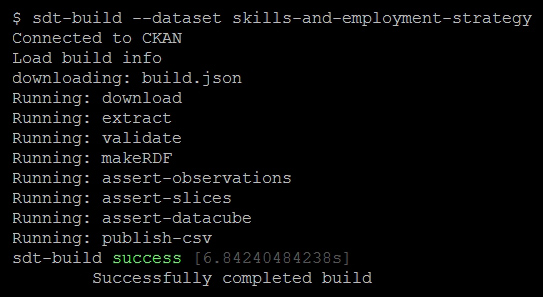 $ sdt-build --dataset skills-and-employment-strategy
Connected to CKAN
Load build info
downloading: build.json
Running: download
Running: extract
Running: validate
Running: makeRDF
Running: assert-observations
Running: assert-slices
Running: assert-datacube
Running: publish-csv
sdt-build success [6.84240484238s]
Successfully completed build